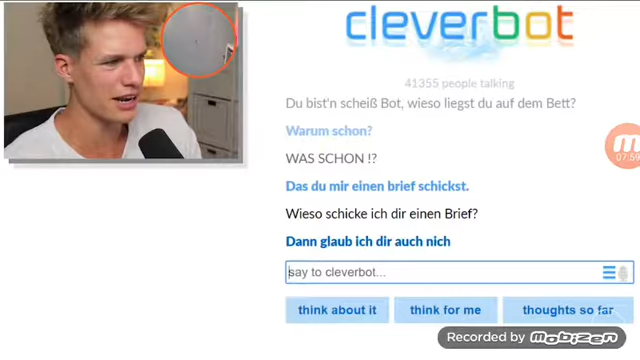 cleverbot
41355 people talking
Du bist'n scheiß Bot, wieso liegst du auf dem Bett?
Warum schon?
WAS SCHON !?
Das du mir einen brief schickst.
07:59
Wieso schicke ich dir einen Brief?
Dann glaub ich dir auch nich
say to cleverbot...
think about it think for me thoughts so far
Recorded by mobizen